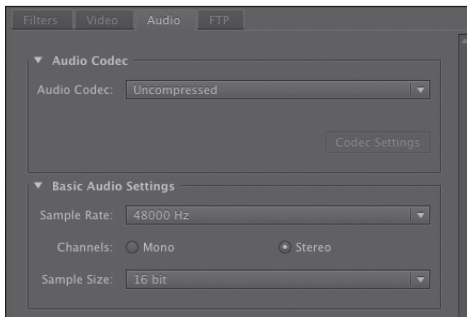 Filters Video Audio FTP
Audio Codec
Audio Codec: Uncompressed
Codec Settings
Basic Audio Settings
Sample Rate: 48000 Hz
Channels: Mono Stereo
Sample Size: 16 bit